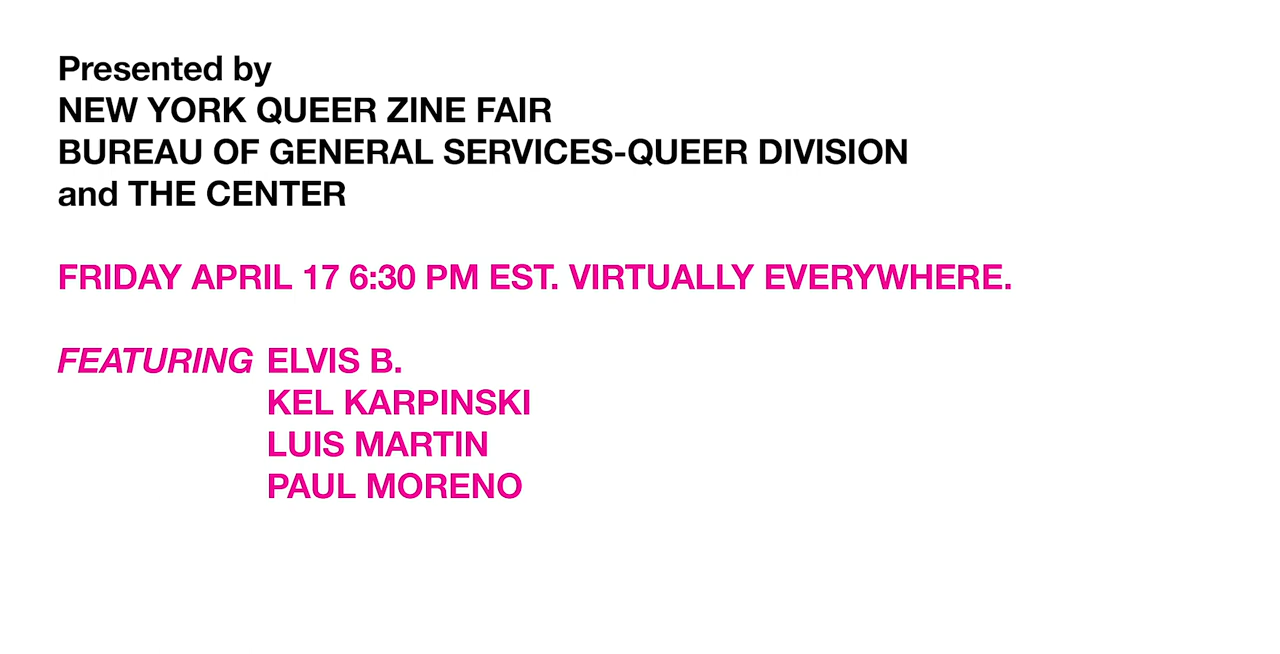 Presented by
NEW YORK QUEER ZINE FAIR
BUREAU OF GENERAL SERVICES-QUEER DIVISION
and THE CENTER
FRIDAY APRIL 17 6:30 PM EST. VIRTUALLY EVERYWHERE.
FEATURING ELVIS B.
KEL KARPINSKI
LUIS MARTIN
PAUL MORENO